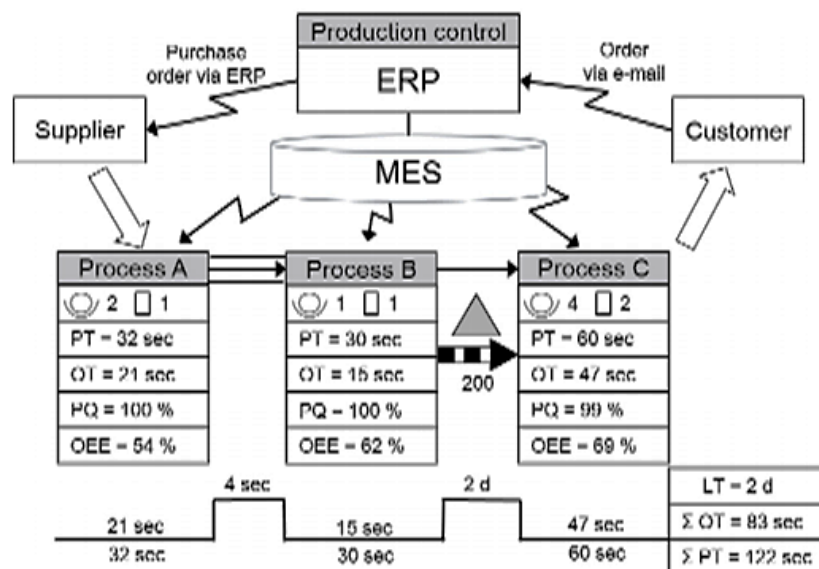 Production control
ERP
Purchase
order via ERP
Order
via e-mail
Supplier
Customer
MES
Process A
2 1
PT = 32 sec
OT = 21 sec
PQ = 100 %
OEE = 54 %
Process B
1 1
PT = 30 sec
OT = 15 sec
PQ = 100 %
OEE = 62 %
200
Process C
4 2
PT = 60 sec
OT = 47 sec
PQ = 99 %
OEE = 69 %
21 sec
32 sec
4 sec
15 sec
30 sec
2 d
47 sec
60 sec
LT = 2 d
Σ OT = 83 sec
Σ PT = 122 sec